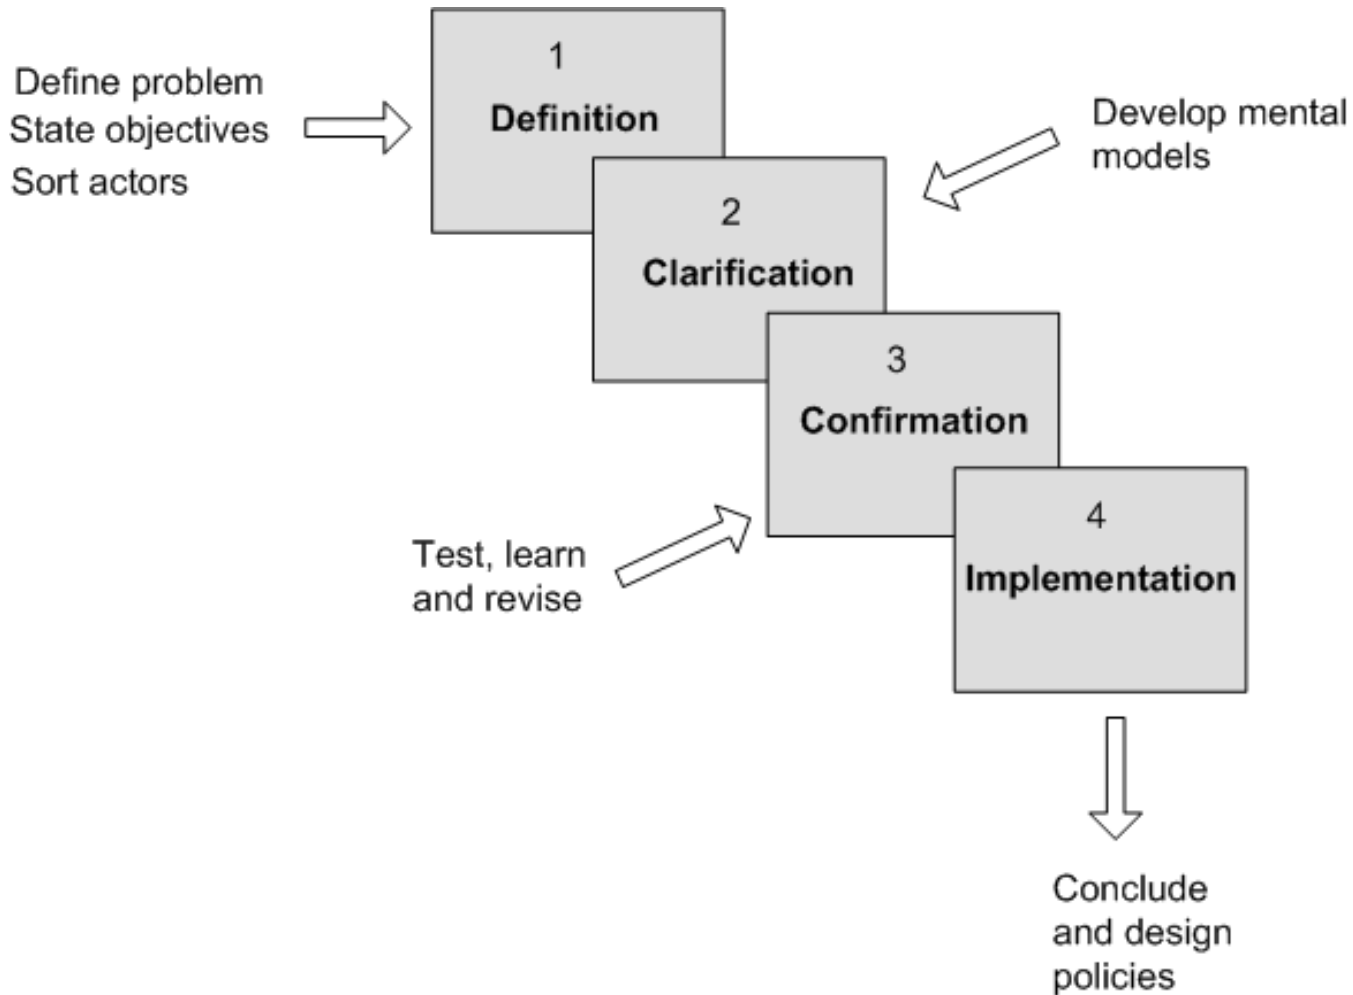 Define problem
State objectives
Sort actors
1
Definition
Develop mental
models
2
Clarification
3
Confirmation
Test, learn
and revise
4
Implementation
Conclude
and design
policies